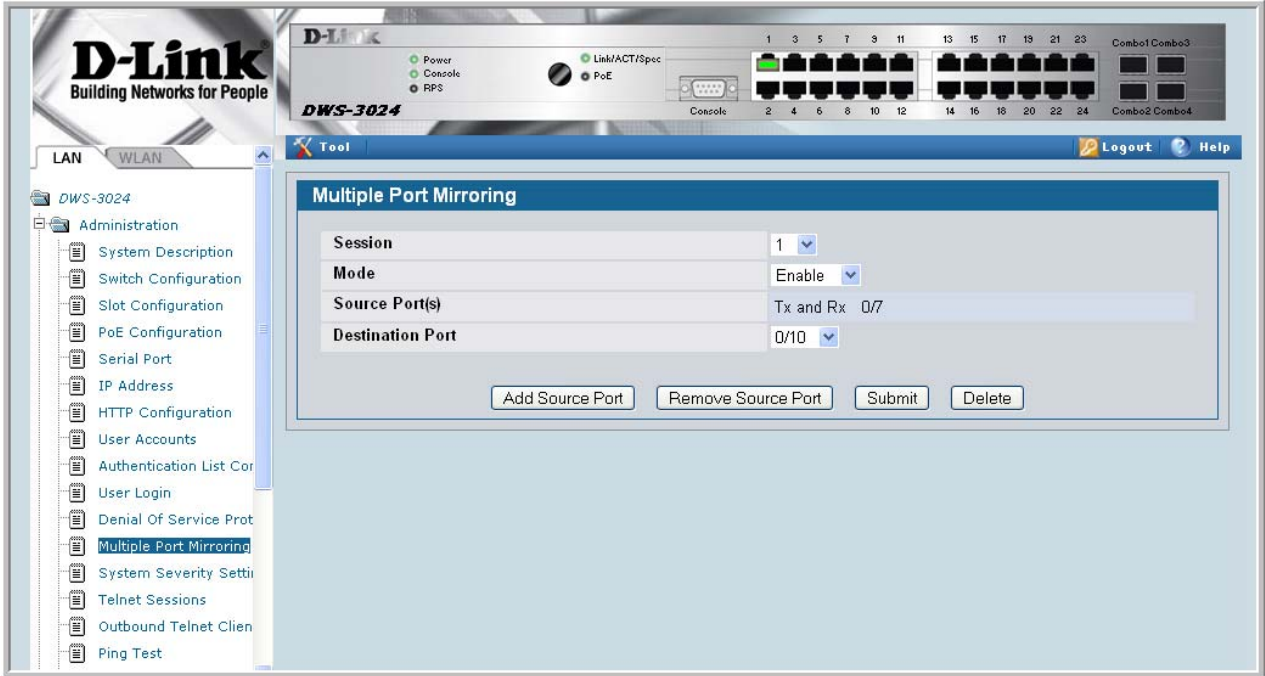 D-Link
Building Networks for People
D-Link
Power
Console
RPS
Link/ACT/Spec
PoE
DWS-3024
Console
1 3 5 7 9 11 13 15 17 19 21 23
2 4 6 8 10 12 14 16 18 20 22 24
Combo1 Combo3
Combo2 Combo4
LAN WLAN
Tool Logout Help
DWS-3024
Administration
System Description
Switch Configuration
Slot Configuration
PoE Configuration
Serial Port
IP Address
HTTP Configuration
User Accounts
Authentication List Cor
User Login
Denial Of Service Prot
Multiple Port Mirroring
System Severity Setti
Telnet Sessions
Outbound Telnet Clien
Ping Test
Multiple Port Mirroring
Session 1
Mode Enable
Source Port(s) Tx and Rx 0/7
Destination Port 0/10
Add Source Port Remove Source Port Submit Delete